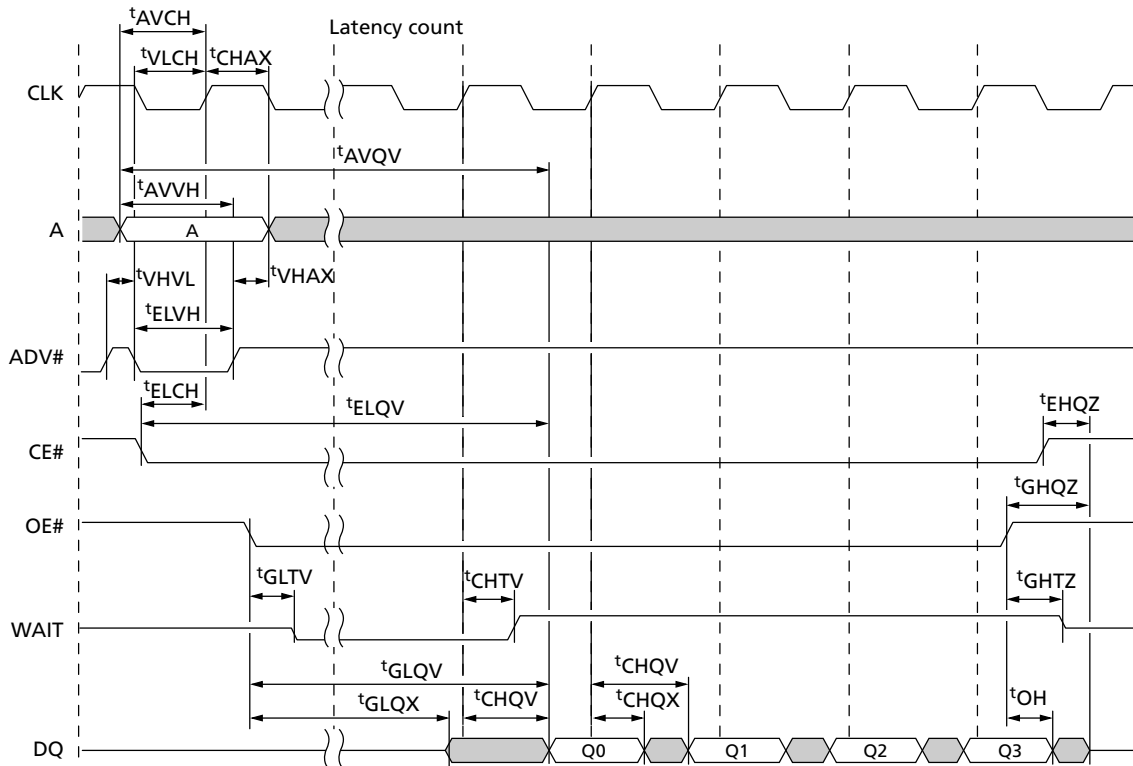 tAVCH
Latency count
tVLCH tCHAX
CLK
tAVQV
tAVVH
A A
tVHVL tVHAX
tELVH
ADV#
tELCH tELQV tEHQZ
CE#
tGHQZ
OE#
tGLTV tCHTV tGHTZ
WAIT
tGLQV tCHQV
tGLQX tCHQV tCHQX tOH
DQ Q0 Q1 Q2 Q3